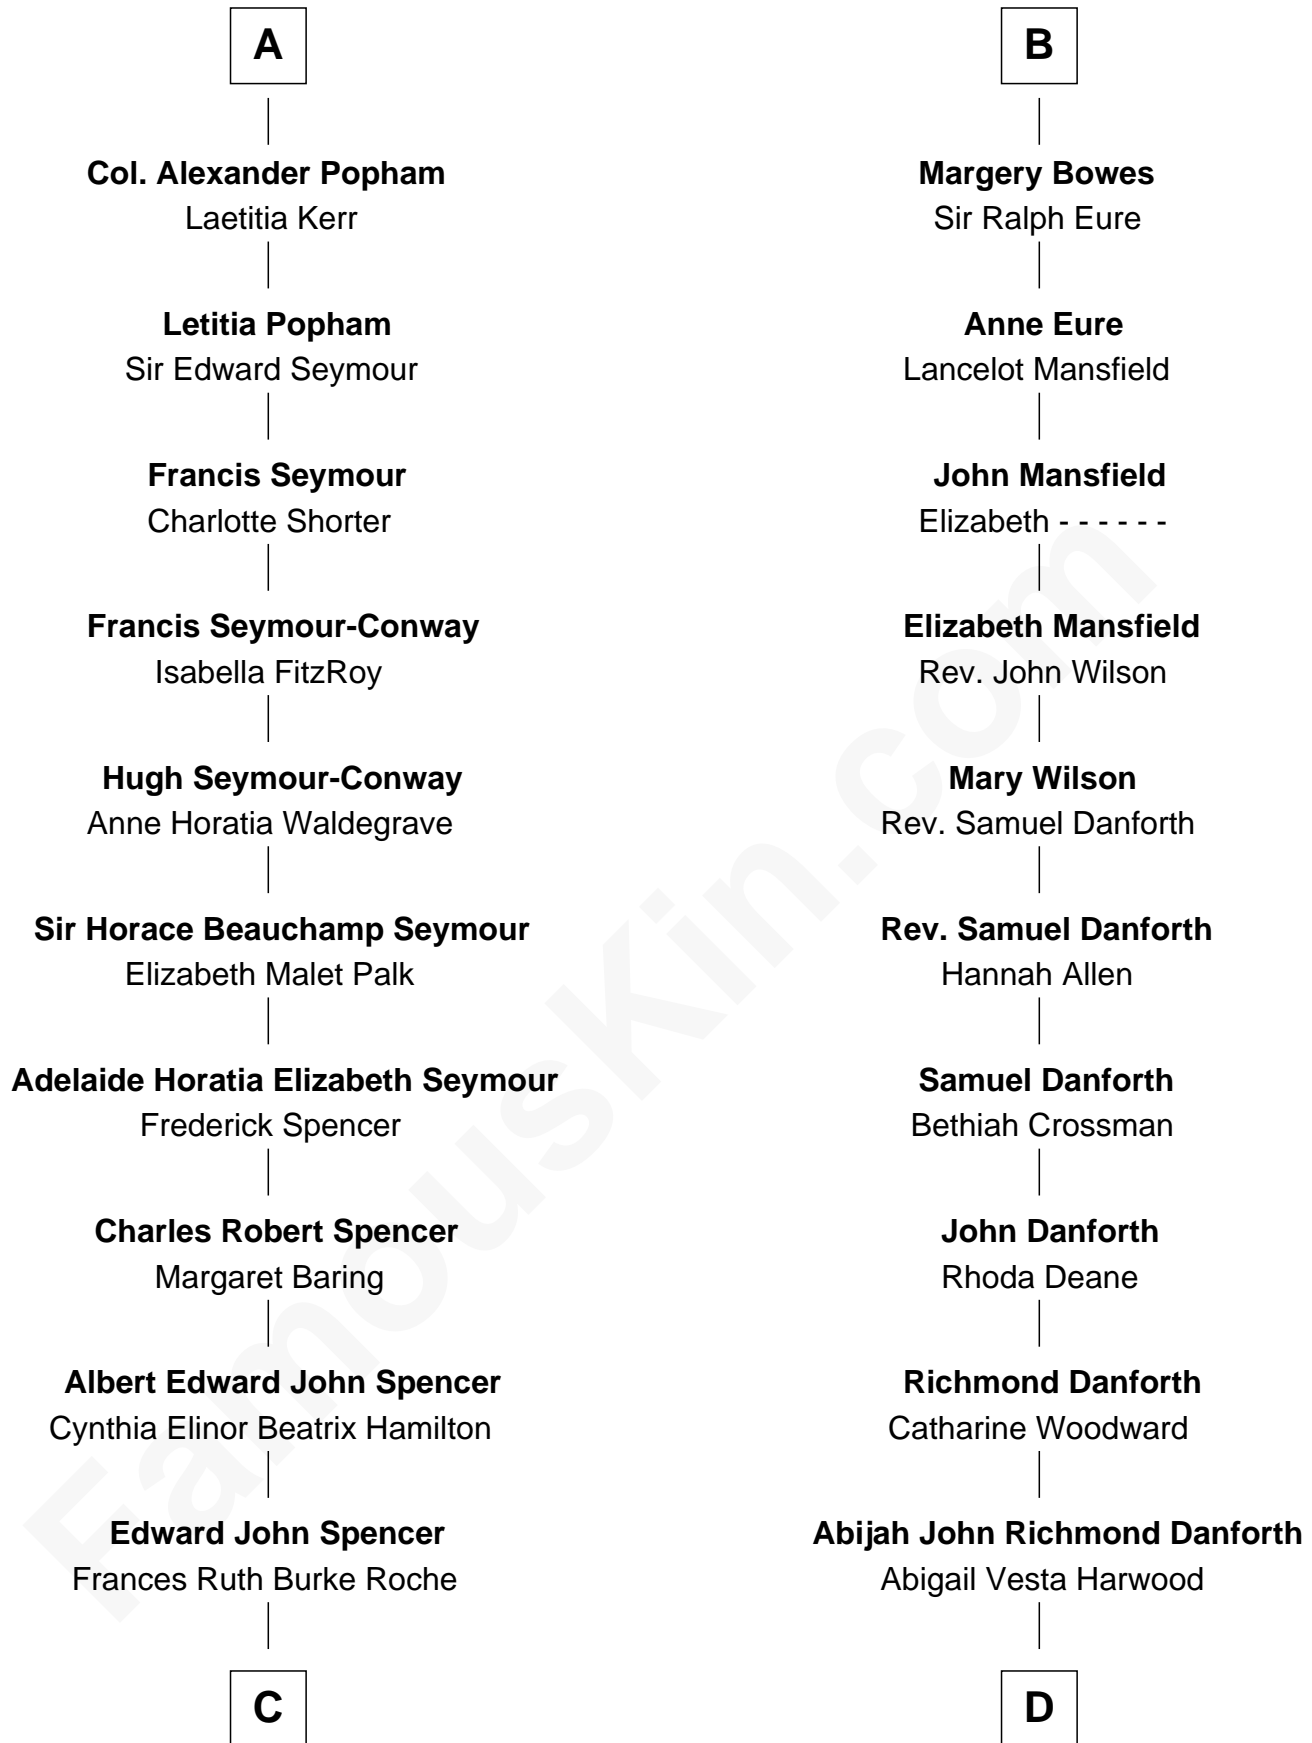 A
Col. Alexander Popham
Laetitia Kerr
Letitia Popham
Sir Edward Seymour
Francis Seymour
Charlotte Shorter
Francis Seymour-Conway
Isabella FitzRoy
Hugh Seymour-Conway
Anne Horatia Waldegrave
Sir Horace Beauchamp Seymour
Elizabeth Malet Palk
Adelaide Horatia Elizabeth Seymour
Frederick Spencer
Charles Robert Spencer
Margaret Baring
Albert Edward John Spencer
Cynthia Elinor Beatrix Hamilton
Edward John Spencer
Frances Ruth Burke Roche
C
B
Margery Bowes
Sir Ralph Eure
Anne Eure
Lancelot Mansfield
John Mansfield
Elizabeth - - - - - -
Elizabeth Mansfield
Rev. John Wilson
Mary Wilson
Rev. Samuel Danforth
Rev. Samuel Danforth
Hannah Allen
Samuel Danforth
Bethiah Crossman
John Danforth
Rhoda Deane
Richmond Danforth
Catharine Woodward
Abijah John Richmond Danforth
Abigail Vesta Harwood
D
FamousKin.com